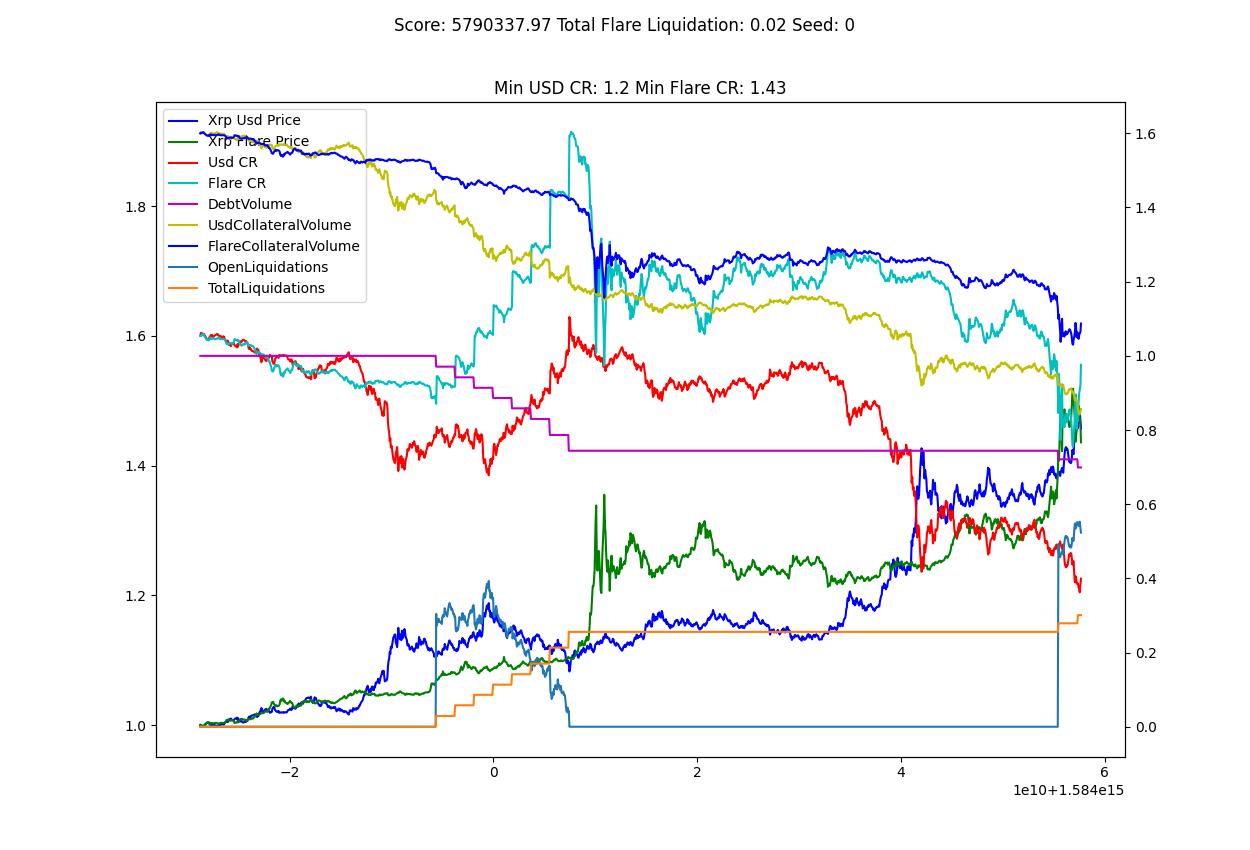 Score: 5790337.97 Total Flare Liquidation: 0.02 Seed: 0
Min USD CR: 1.2 Min Flare CR: 1.43
Xrp Usd Price
Xrp Flare Price
Usd CR
Flare CR
DebtVolume
UsdCollateralVolume
FlareCollateralVolume
OpenLiquidations
TotalLiquidations
1.8
1.6
1.4
1.2
1.0
1.6
1.4
1.2
1.0
0.8
0.6
0.4
0.2
0.0
−2 0 2 4 6
1e10+1.584e15